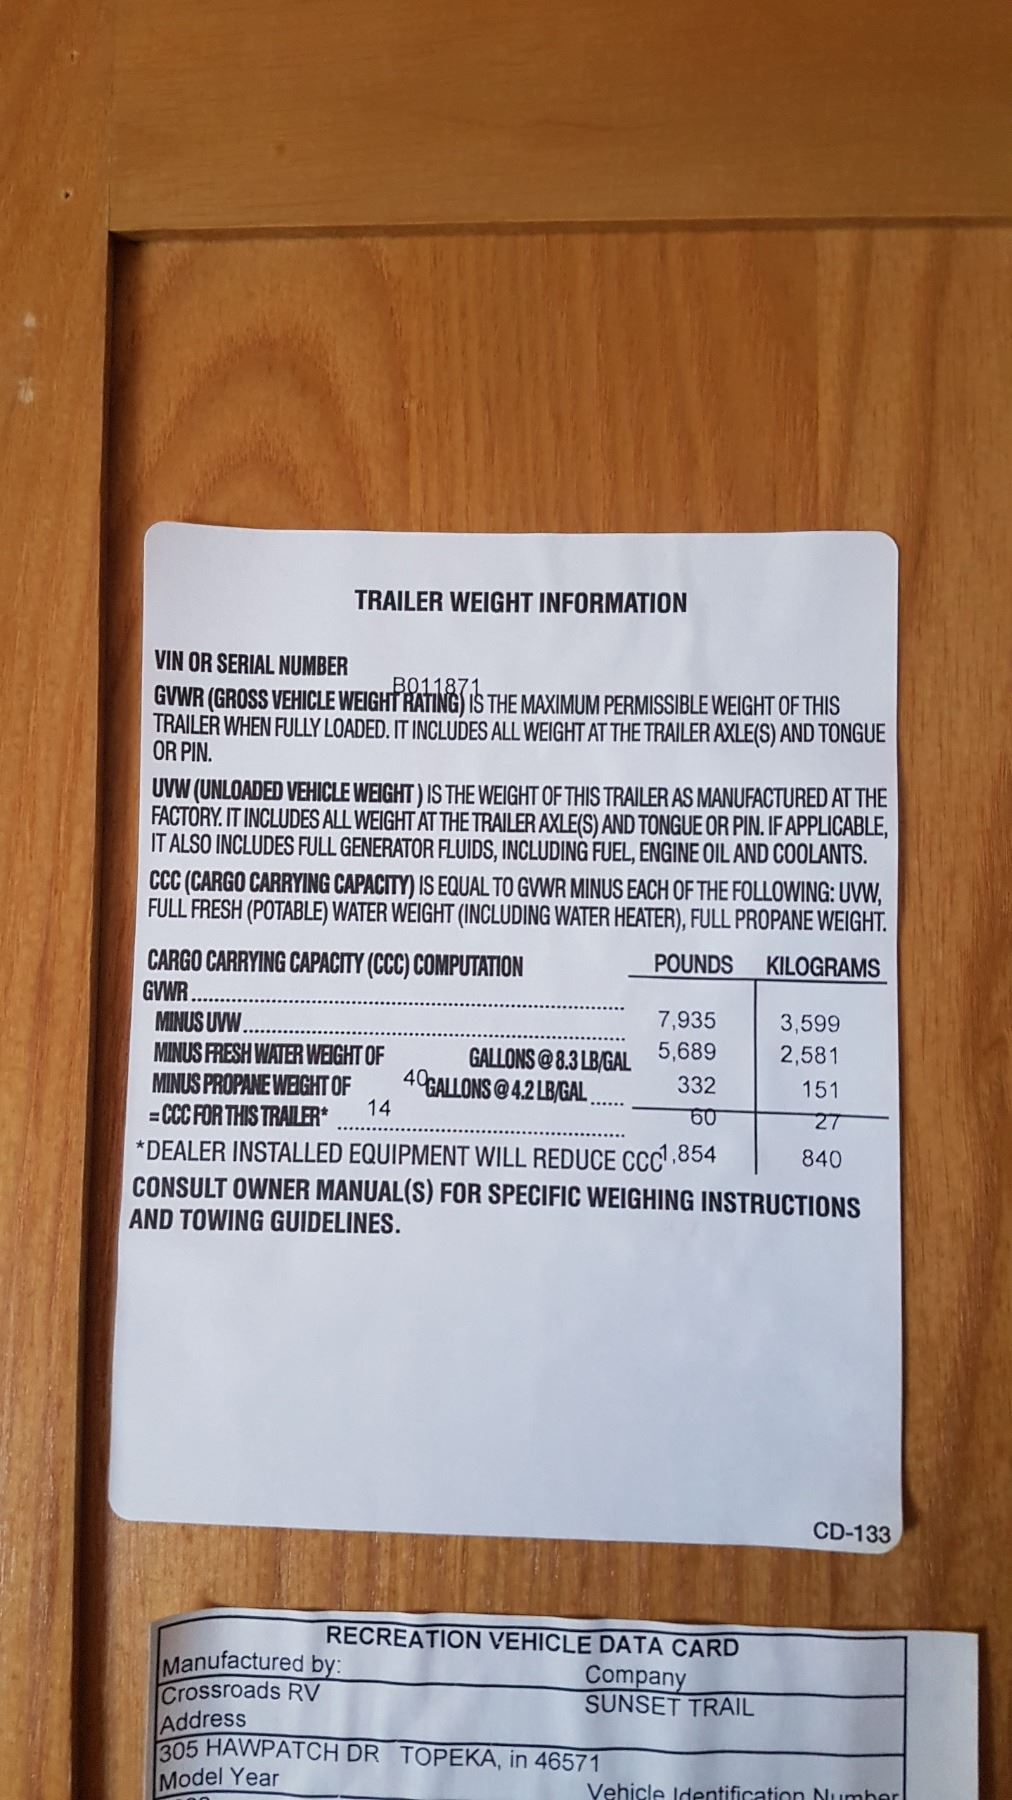 TRAILER WEIGHT INFORMATION
VIN OR SERIAL NUMBER
B011871
GVWR (GROSS VEHICLE WEIGHT RATING) IS THE MAXIMUM PERMISSIBLE WEIGHT OF THIS
TRAILER WHEN FULLY LOADED. IT INCLUDES ALL WEIGHT AT THE TRAILER AXLE(S) AND TONGUE
OR PIN.
UVW (UNLOADED VEHICLE WEIGHT ) IS THE WEIGHT OF THIS TRAILER AS MANUFACTURED AT THE
FACTORY. IT INCLUDES ALL WEIGHT AT THE TRAILER AXLE(S) AND TONGUE OR PIN. IF APPLICABLE,
IT ALSO INCLUDES FULL GENERATOR FLUIDS, INCLUDING FUEL, ENGINE OIL AND COOLANTS.
CCC (CARGO CARRYING CAPACITY) IS EQUAL TO GVWR MINUS EACH OF THE FOLLOWING: UVW,
FULL FRESH (POTABLE) WATER WEIGHT (INCLUDING WATER HEATER), FULL PROPANE WEIGHT.
CARGO CARRYING CAPACITY (CCC) COMPUTATION POUNDS KILOGRAMS
GVWR
MINUS UVW 7,935 3,599
MINUS FRESH WATER WEIGHT OF GALLONS @ 8.3 LB/GAL 5,689 2,581
MINUS PROPANE WEIGHT OF 40 GALLONS @ 4.2 LB/GAL 332 151
= CCC FOR THIS TRAILER* 14 60 27
*DEALER INSTALLED EQUIPMENT WILL REDUCE CCC 1,854 840
CONSULT OWNER MANUAL(S) FOR SPECIFIC WEIGHING INSTRUCTIONS
AND TOWING GUIDELINES.
CD-133
RECREATION VEHICLE DATA CARD
Manufactured by: Company
Crossroads RV SUNSET TRAIL
Address
305 HAWPATCH DR TOPEKA, in 46571
Model Year Vehicle Identification Number